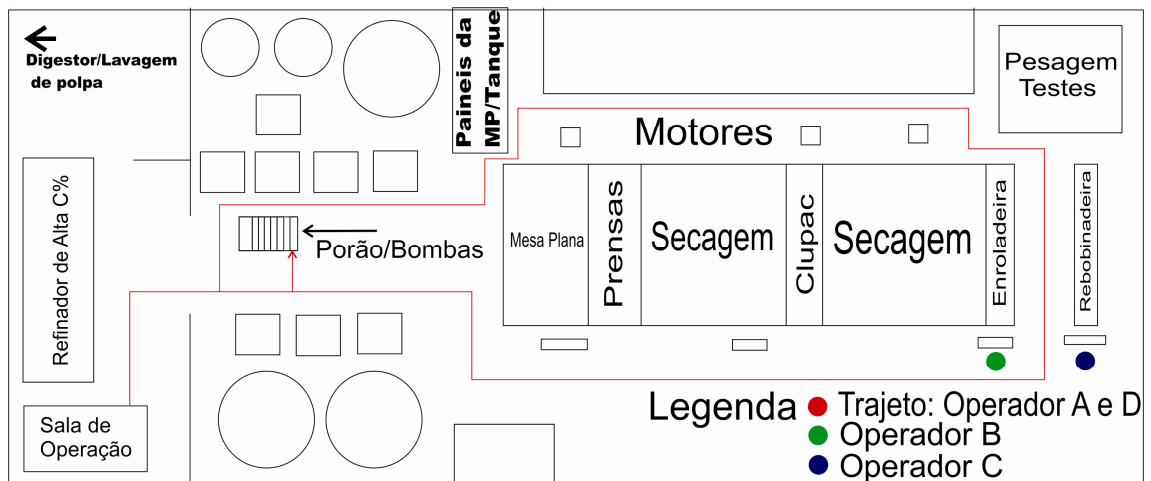 Digestor/Lavagem
de polpa
Paineis da
MP/Tanque
Pesagem
Testes
Motores
Refinador de Alta C%
Porão/Bombas
Mesa Plana
Prensas
Secagem
Clupac
Secagem
Enroladeira
Rebobinadeira
Sala de
Operação
Legenda
Trajeto: Operador A e D
Operador B
Operador C